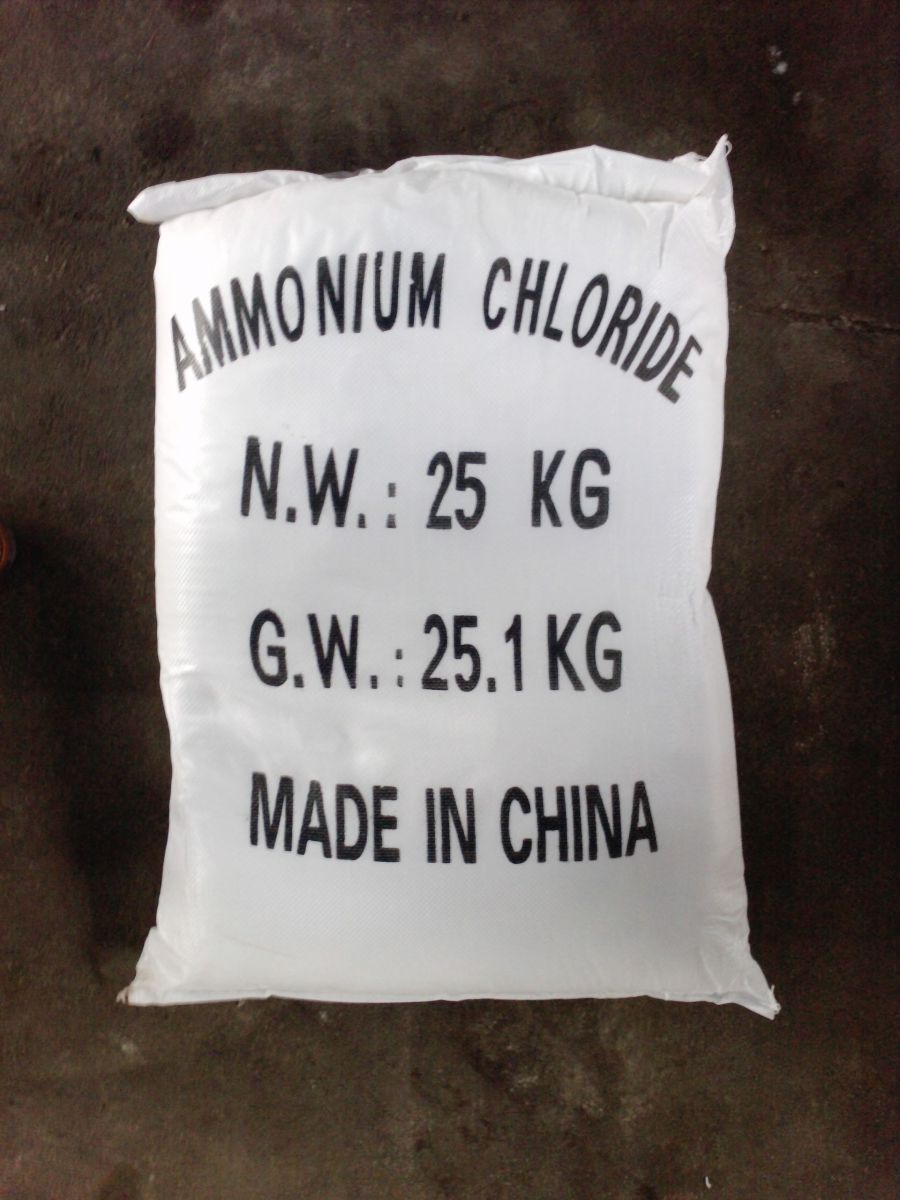 AMMONIUM CHLORIDE
N.W.: 25 KG
G.W.: 25.1 KG
MADE IN CHINA